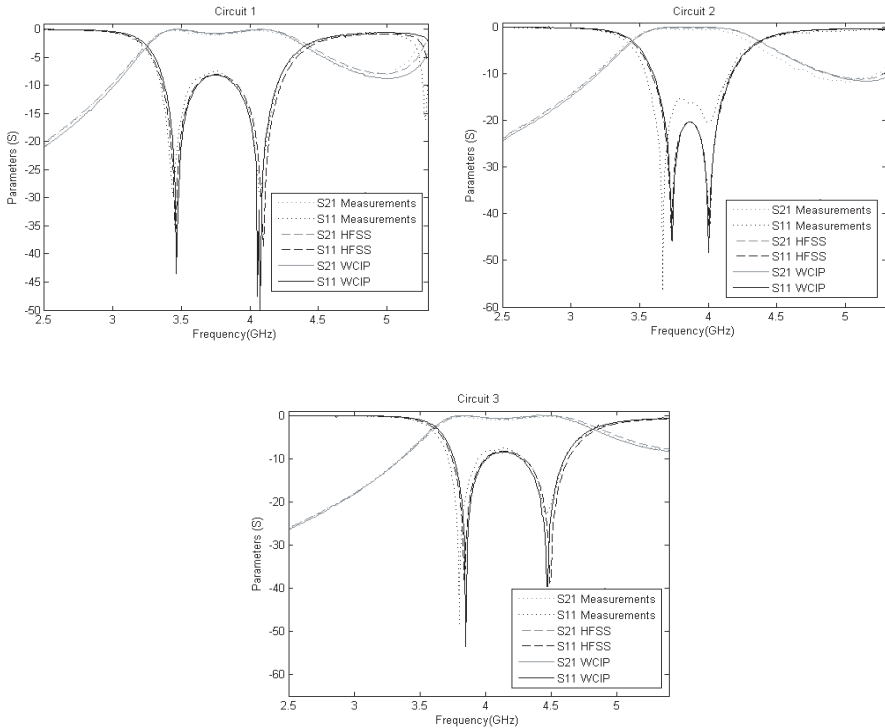 Circuit 1
0
-5
-10
-15
-20
-25
-30
-35
-40
-45
-50
Parameters (S)
2.5 3 3.5 4 4.5 5
Frequency(GHz)
S21 Measurements
S11 Measurements
S21 HFSS
S11 HFSS
S21 WCIP
S11 WCIP
Circuit 2
0
-10
-20
-30
-40
-50
-60
Parameters (S)
2.5 3 3.5 4 4.5 5
Frequency(GHz)
S21 Measurements
S11 Measurements
S21 HFSS
S11 HFSS
S21 WCIP
S11 WCIP
Circuit 3
0
-10
-20
-30
-40
-50
-60
Parameters (S)
2.5 3 3.5 4 4.5 5
Frequency(GHz)
S21 Measurements
S11 Measurements
S21 HFSS
S11 HFSS
S21 WCIP
S11 WCIP